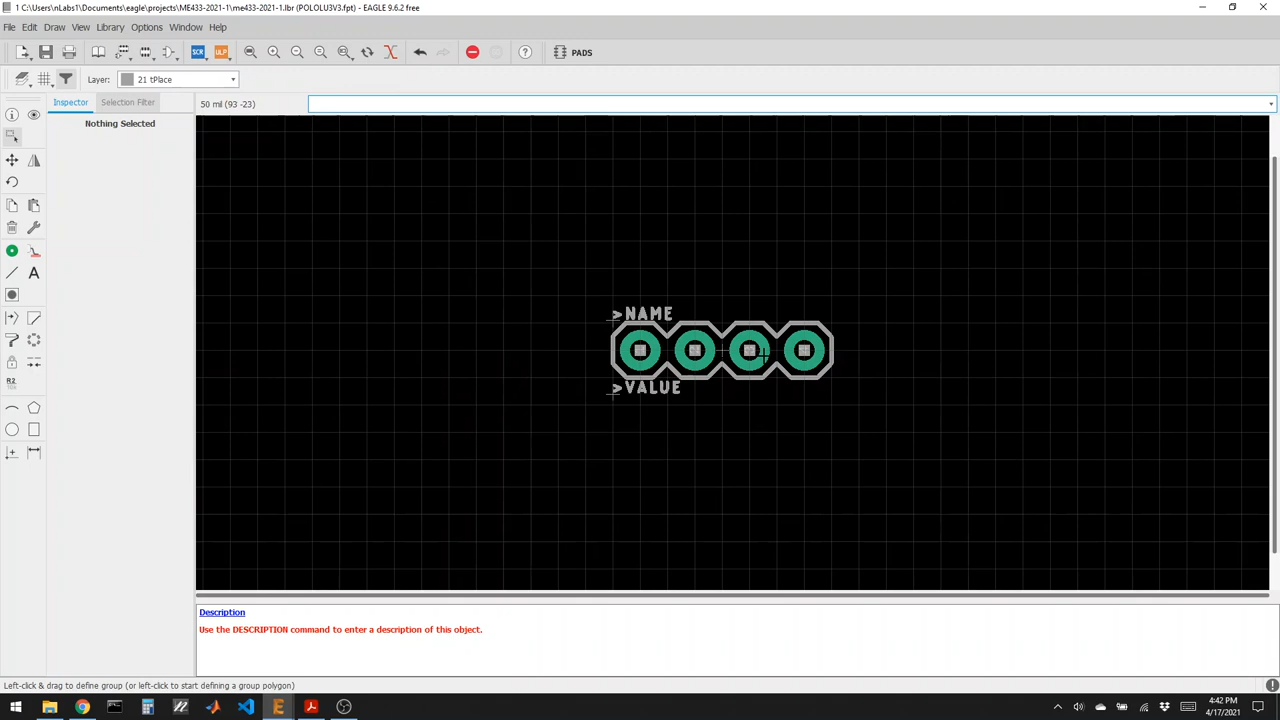 1 C:\Users\nLabs1\Documents\eagle\projects\ME433-2021-1\me433-2021-1.lbr (POLOLU3V3.fpt) - EAGLE 9.6.2 free
File Edit Draw View Library Options Window Help
SCR ULP ? PADS
Layer: 21 tPlace
Inspector Selection Filter 50 mil (93 -23)
Nothing Selected
A
R2
10k
>NAME
>VALUE
Description
Use the DESCRIPTION command to enter a description of this object.
Left-click & drag to define group (or left-click to start defining a group polygon)
4:42 PM
4/17/2021